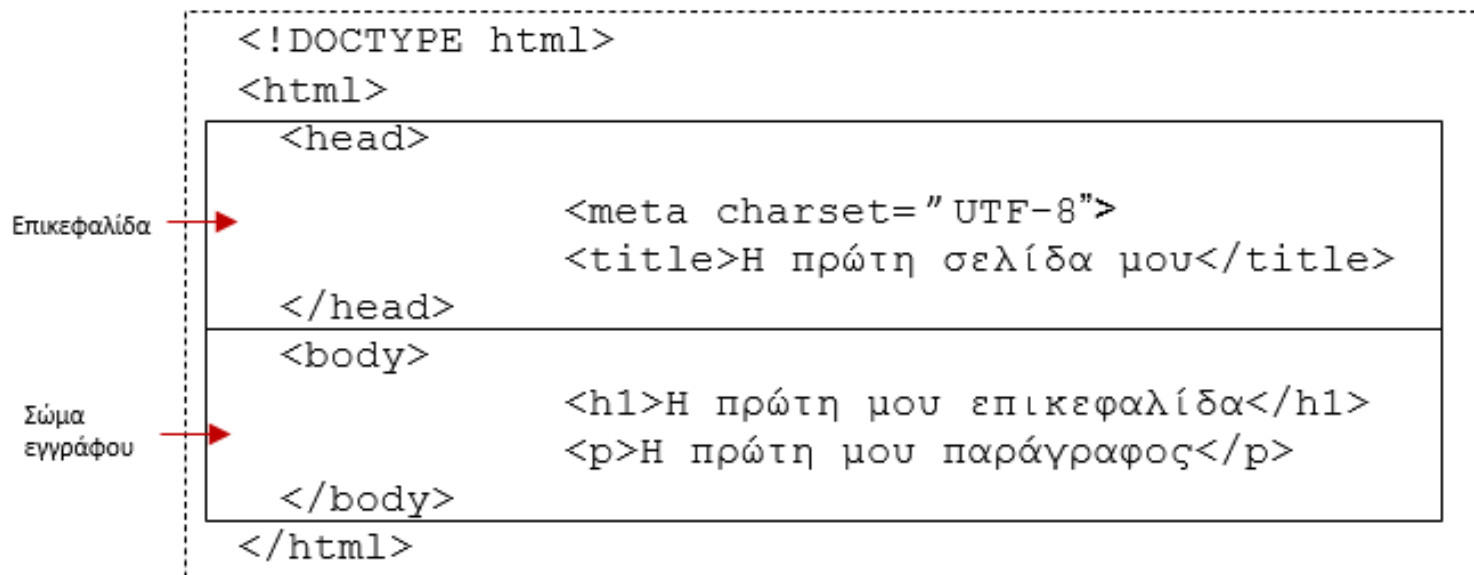 <!DOCTYPE html>
<html>
<head>
Επικεφαλίδα
<meta charset=″UTF-8”>
<title>Η πρώτη σελίδα μου</title>
</head>
<body>
<h1>Η πρώτη μου επικεφαλίδα</h1>
Σώμα
εγγράφου
<p>Η πρώτη μου παράγραφος</p>
</body>
</html>